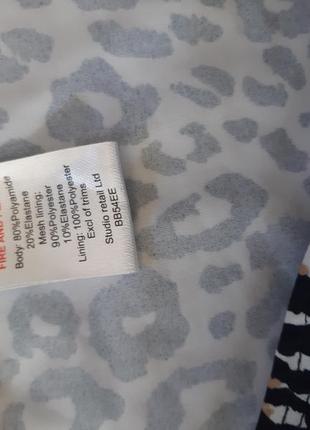 FIRE AND
Body: 80%Polyamide
20%Elastane
Mesh lining:
90%Polyester
10%Elastane
Lining: 100%Polyester
Excl of trims
Studio retail Ltd
BB54EE